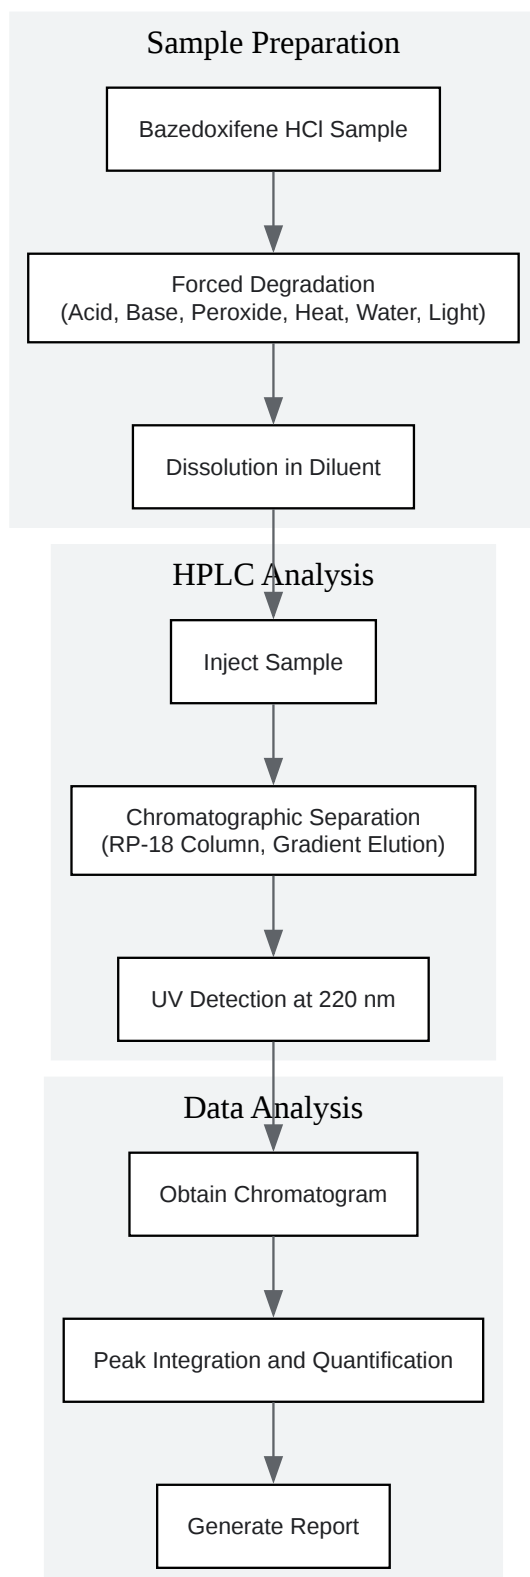 Sample Preparation
Bazedoxifene HCl Sample
Forced Degradation
(Acid, Base, Peroxide, Heat, Water, Light)
Dissolution in Diluent
HPLC Analysis
Inject Sample
Chromatographic Separation
(RP-18 Column, Gradient Elution)
UV Detection at 220 nm
Data Analysis
Obtain Chromatogram
Peak Integration and Quantification
Generate Report